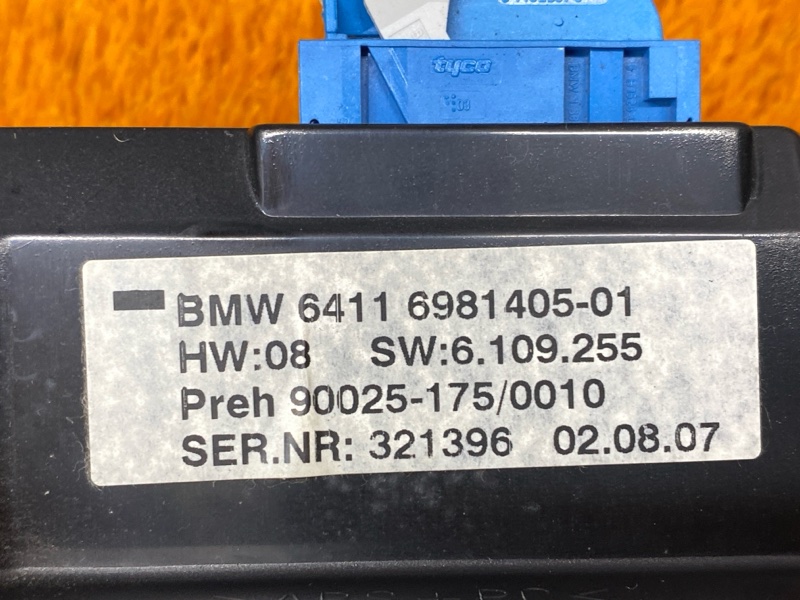 tyco
BMW 6411 6981405-01
HW:08 SW:6.109.255
Preh 90025-175/0010
SER.NR: 321396 02.08.07